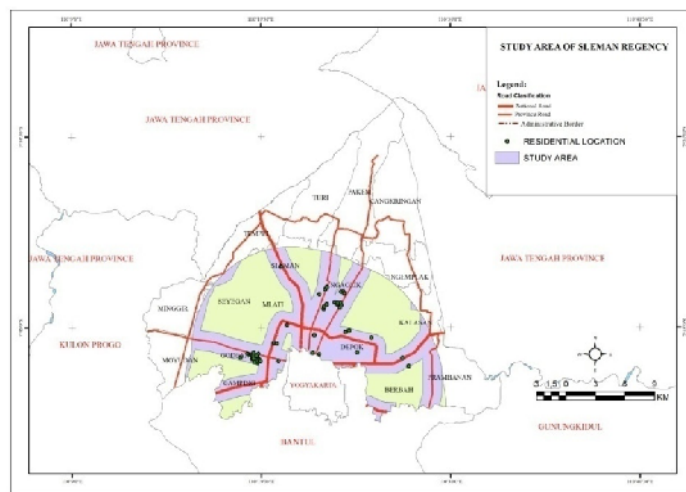 STUDY AREA OF SLEMAN REGENCY
Legend:
Road Classification
National Road
Province Road
Administrative Border
RESIDENTIAL LOCATION
STUDY AREA
JAWA TENGAH PROVINCE
JA
JAWA TENGAH PROVINCE
TURI
PAKEM
CANGKRINGAN
TEMPEL
JAWA TENGAH PROVINCE
SLEMAN
JAWA TENGAH PROVINCE
NGAGLIK
NGEMPLAK
MINGGIR
SEYEGAN
MLATI
KALASAN
KULON PROGO
MOYUDAN
DEPOK
GAMPING
YOGYAKARTA
BERBAH
PRAMBANAN
KM
BANTUL
GUNUNGKIDUL